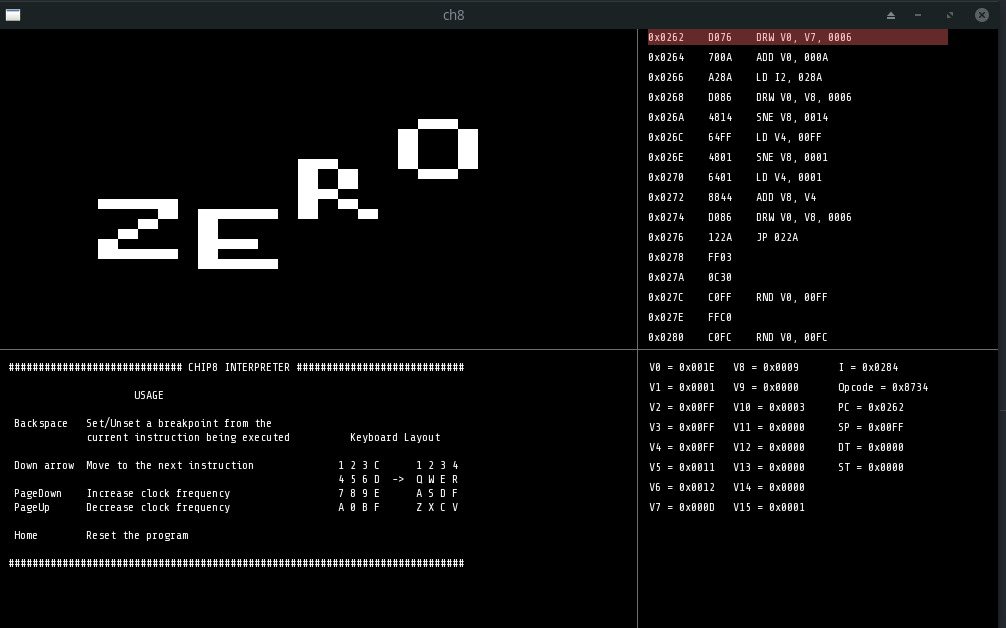 ch8
ZERO
0x0262 D076 DRW V0, V7, 0006
0x0264 700A ADD V0, 000A
0x0266 A28A LD I2, 028A
0x0268 D086 DRW V0, V8, 0006
0x026A 4814 SNE V8, 0014
0x026C 64FF LD V4, 00FF
0x026E 4801 SNE V8, 0001
0x0270 6401 LD V4, 0001
0x0272 8844 ADD V8, V4
0x0274 D086 DRW V0, V8, 0006
0x0276 122A JP 022A
0x0278 FF03
0x027A 0C30
0x027C C0FF RND V0, 00FF
0x027E FFC0
0x0280 C0FC RND V0, 00FC
############################# CHIP8 INTERPRETER ############################
USAGE
Backspace Set/Unset a breakpoint from the
current instruction being executed Keyboard Layout
Down arrow Move to the next instruction 1 2 3 C 1 2 3 4
4 5 6 D -> Q W E R
PageDown Increase clock frequency 7 8 9 E A S D F
PageUp Decrease clock frequency A 0 B F Z X C V
Home Reset the program
############################################################################
V0 = 0x001E V8 = 0x0009 I = 0x0284
V1 = 0x0001 V9 = 0x0000 Opcode = 0x8734
V2 = 0x00FF V10 = 0x0003 PC = 0x0262
V3 = 0x00FF V11 = 0x0000 SP = 0x00FF
V4 = 0x00FF V12 = 0x0000 DT = 0x0000
V5 = 0x0011 V13 = 0x0000 ST = 0x0000
V6 = 0x0012 V14 = 0x0000
V7 = 0x000D V15 = 0x0001